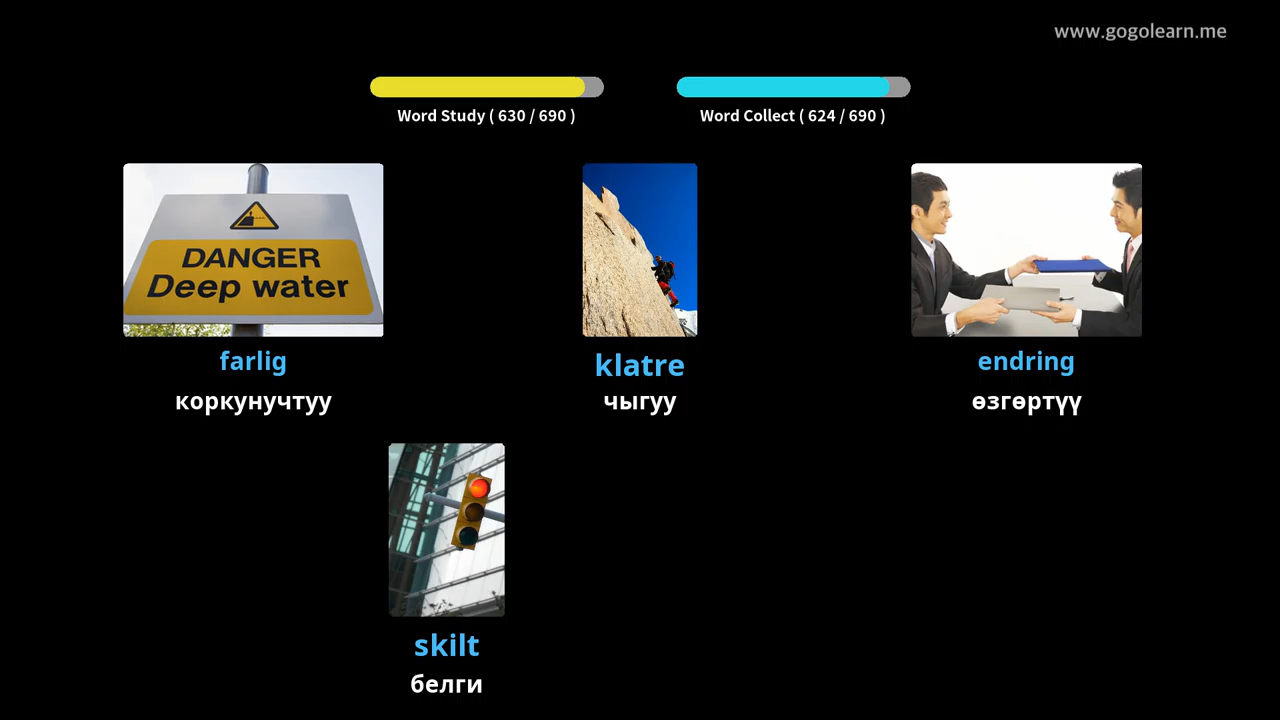 www.gogolearn.me
Word Study ( 630 / 690 )
Word Collect ( 624 / 690 )
DANGER
Deep water
farlig
коркунучтуу
klatre
чыгуу
endring
өзгөртүү
skilt
белги